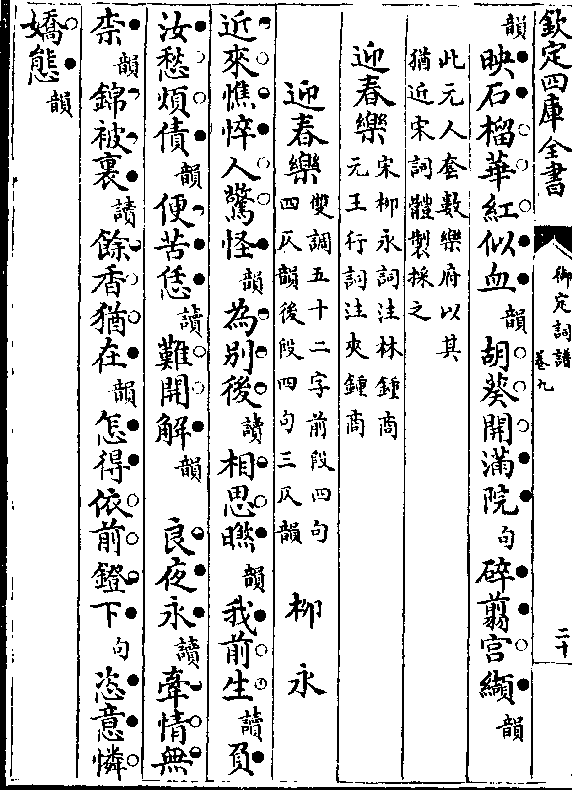 欽定四庫全書
御定詞譜
卷九
二十
韻映石榴華紅似血韻胡葵開滿院句碎翦宮纈韻
此元人套數樂府以其
猶近宋詞體製採之
迎春樂
宋柳永詞注林鍾商
元王行詞注夾鍾商
迎春樂
雙調五十二字前段四句
四仄韻後段四句三仄韻
柳永
近來憔悴人驚怪韻為別後讀相思㬠韻我前生讀負
汝愁煩債韻便苦恁讀難開解韻 良夜永讀牽情無
柰韻錦被裏讀餘香猶在韻怎得依前鐙下句恣意憐
嬌態韻